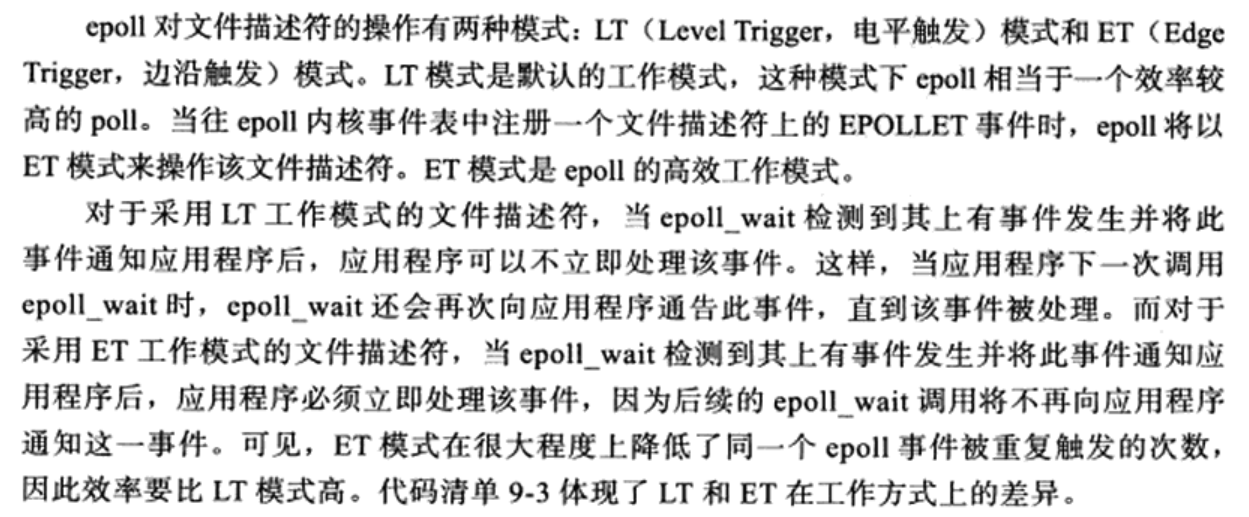 epoll 对文件描述符的操作有两种模式：LT（Level Trigger，电平触发）模式和 ET（Edge
Trigger，边沿触发）模式。LT 模式是默认的工作模式，这种模式下 epoll 相当于一个效率较
高的 poll。当往 epoll 内核事件表中注册一个文件描述符上的 EPOLLET 事件时，epoll 将以
ET 模式来操作该文件描述符。ET 模式是 epoll 的高效工作模式。
对于采用 LT 工作模式的文件描述符，当 epoll_wait 检测到其上有事件发生并将此
事件通知应用程序后，应用程序可以不立即处理该事件。这样，当应用程序下一次调用
epoll_wait 时，epoll_wait 还会再次向应用程序通告此事件，直到该事件被处理。而对于
采用 ET 工作模式的文件描述符，当 epoll_wait 检测到其上有事件发生并将此事件通知应
用程序后，应用程序必须立即处理该事件，因为后续的 epoll_wait 调用将不再向应用程序
通知这一事件。可见，ET 模式在很大程度上降低了同一个 epoll 事件被重复触发的次数，
因此效率要比 LT 模式高。代码清单 9-3 体现了 LT 和 ET 在工作方式上的差异。